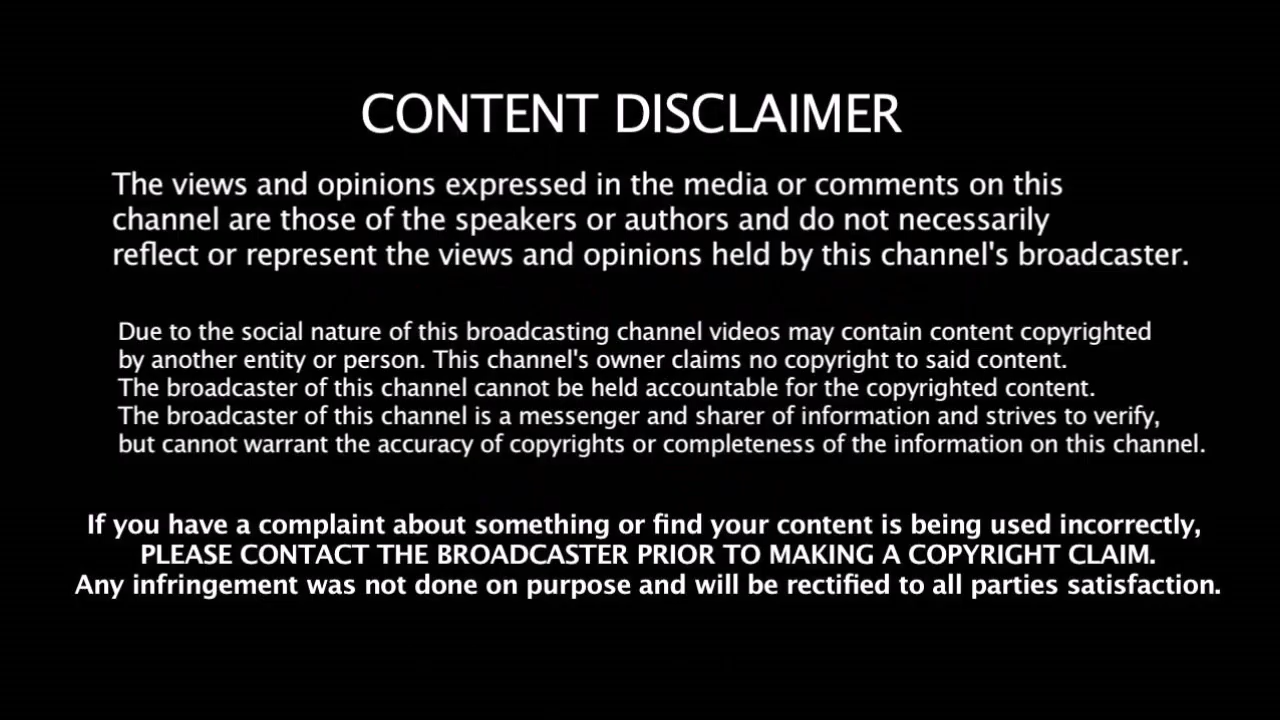 CONTENT DISCLAIMER
The views and opinions expressed in the media or comments on this
channel are those of the speakers or authors and do not necessarily
reflect or represent the views and opinions held by this channel's broadcaster.
Due to the social nature of this broadcasting channel videos may contain content copyrighted
by another entity or person. This channel's owner claims no copyright to said content.
The broadcaster of this channel cannot be held accountable for the copyrighted content.
The broadcaster of this channel is a messenger and sharer of information and strives to verify,
but cannot warrant the accuracy of copyrights or completeness of the information on this channel.
If you have a complaint about something or find your content is being used incorrectly,
PLEASE CONTACT THE BROADCASTER PRIOR TO MAKING A COPYRIGHT CLAIM.
Any infringement was not done on purpose and will be rectified to all parties satisfaction.